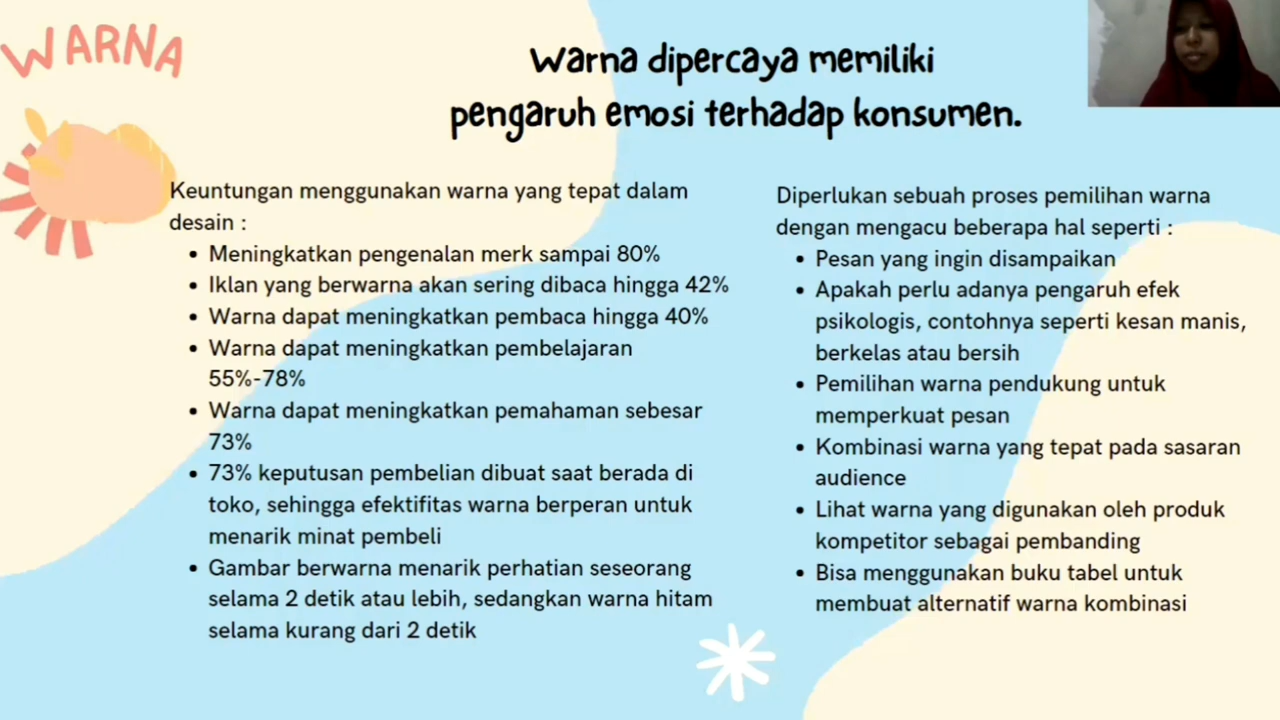 WARNA
Warna dipercaya memiliki
pengaruh emosi terhadap konsumen.
Keuntungan menggunakan warna yang tepat dalam
desain :
• Meningkatkan pengenalan merk sampai 80%
• Iklan yang berwarna akan sering dibaca hingga 42%
• Warna dapat meningkatkan pembaca hingga 40%
• Warna dapat meningkatkan pembelajaran
55%-78%
• Warna dapat meningkatkan pemahaman sebesar
73%
• 73% keputusan pembelian dibuat saat berada di
toko, sehingga efektifitas warna berperan untuk
menarik minat pembeli
• Gambar berwarna menarik perhatian seseorang
selama 2 detik atau lebih, sedangkan warna hitam
selama kurang dari 2 detik
Diperlukan sebuah proses pemilihan warna
dengan mengacu beberapa hal seperti :
• Pesan yang ingin disampaikan
• Apakah perlu adanya pengaruh efek
psikologis, contohnya seperti kesan manis,
berkelas atau bersih
• Pemilihan warna pendukung untuk
memperkuat pesan
• Kombinasi warna yang tepat pada sasaran
audience
• Lihat warna yang digunakan oleh produk
kompetitor sebagai pembanding
• Bisa menggunakan buku tabel untuk
membuat alternatif warna kombinasi